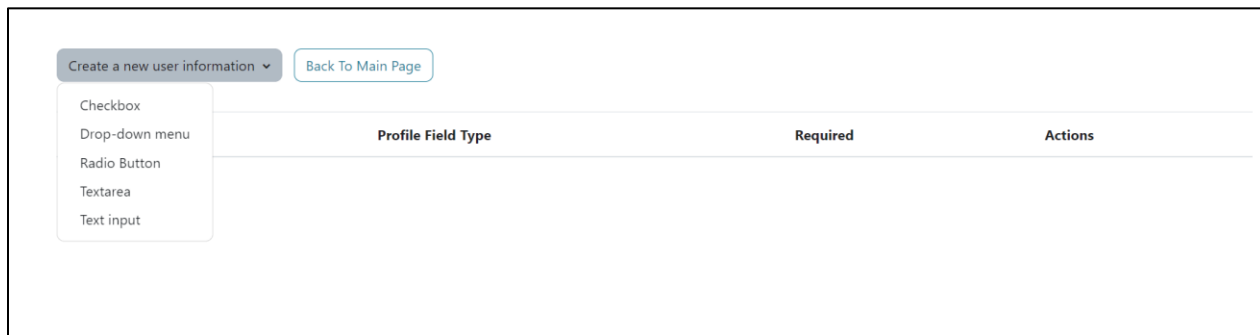 Create a new user information
Back To Main Page
Checkbox
Drop-down menu
Profile Field Type
Required
Actions
Radio Button
Textarea
Text input